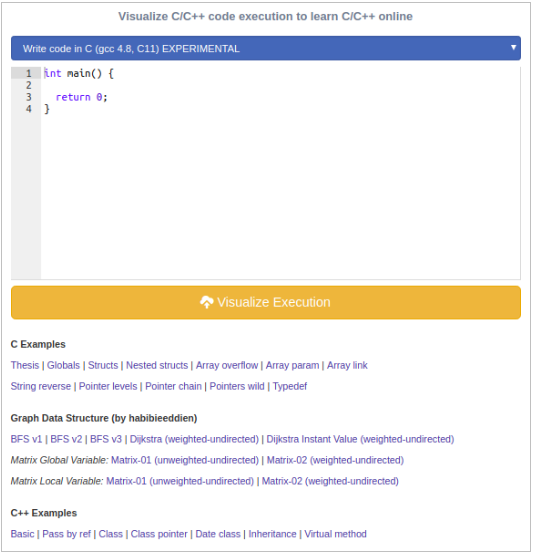 Visualize C/C++ code execution to learn C/C++ online
Write code in C (gcc 4.8, C11) EXPERIMENTAL
1 int main() {
2
3 return 0;
4 }
Visualize Execution
C Examples
Thesis | Globals | Structs | Nested structs | Array overflow | Array param | Array link
String reverse | Pointer levels | Pointer chain | Pointers wild | Typedef
Graph Data Structure (by habibieeddien)
BFS v1 | BFS v2 | BFS v3 | Dijkstra (weighted-undirected) | Dijkstra Instant Value (weighted-undirected)
Matrix Global Variable: Matrix-01 (unweighted-undirected) | Matrix-02 (weighted-undirected)
Matrix Local Variable: Matrix-01 (unweighted-undirected) | Matrix-02 (weighted-undirected)
C++ Examples
Basic | Pass by ref | Class | Class pointer | Date class | Inheritance | Virtual method